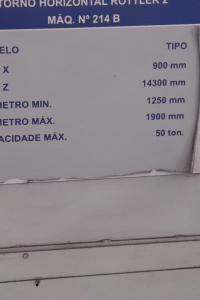 TORNO HORIZONTAL ROTTLER 2
MÁQ. Nº 214 B
ELO TIPO
X 900 mm
Z 14300 mm
METRO MIN. 1250 mm
METRO MÁX. 1900 mm
ACIDADE MÁX. 50 ton.